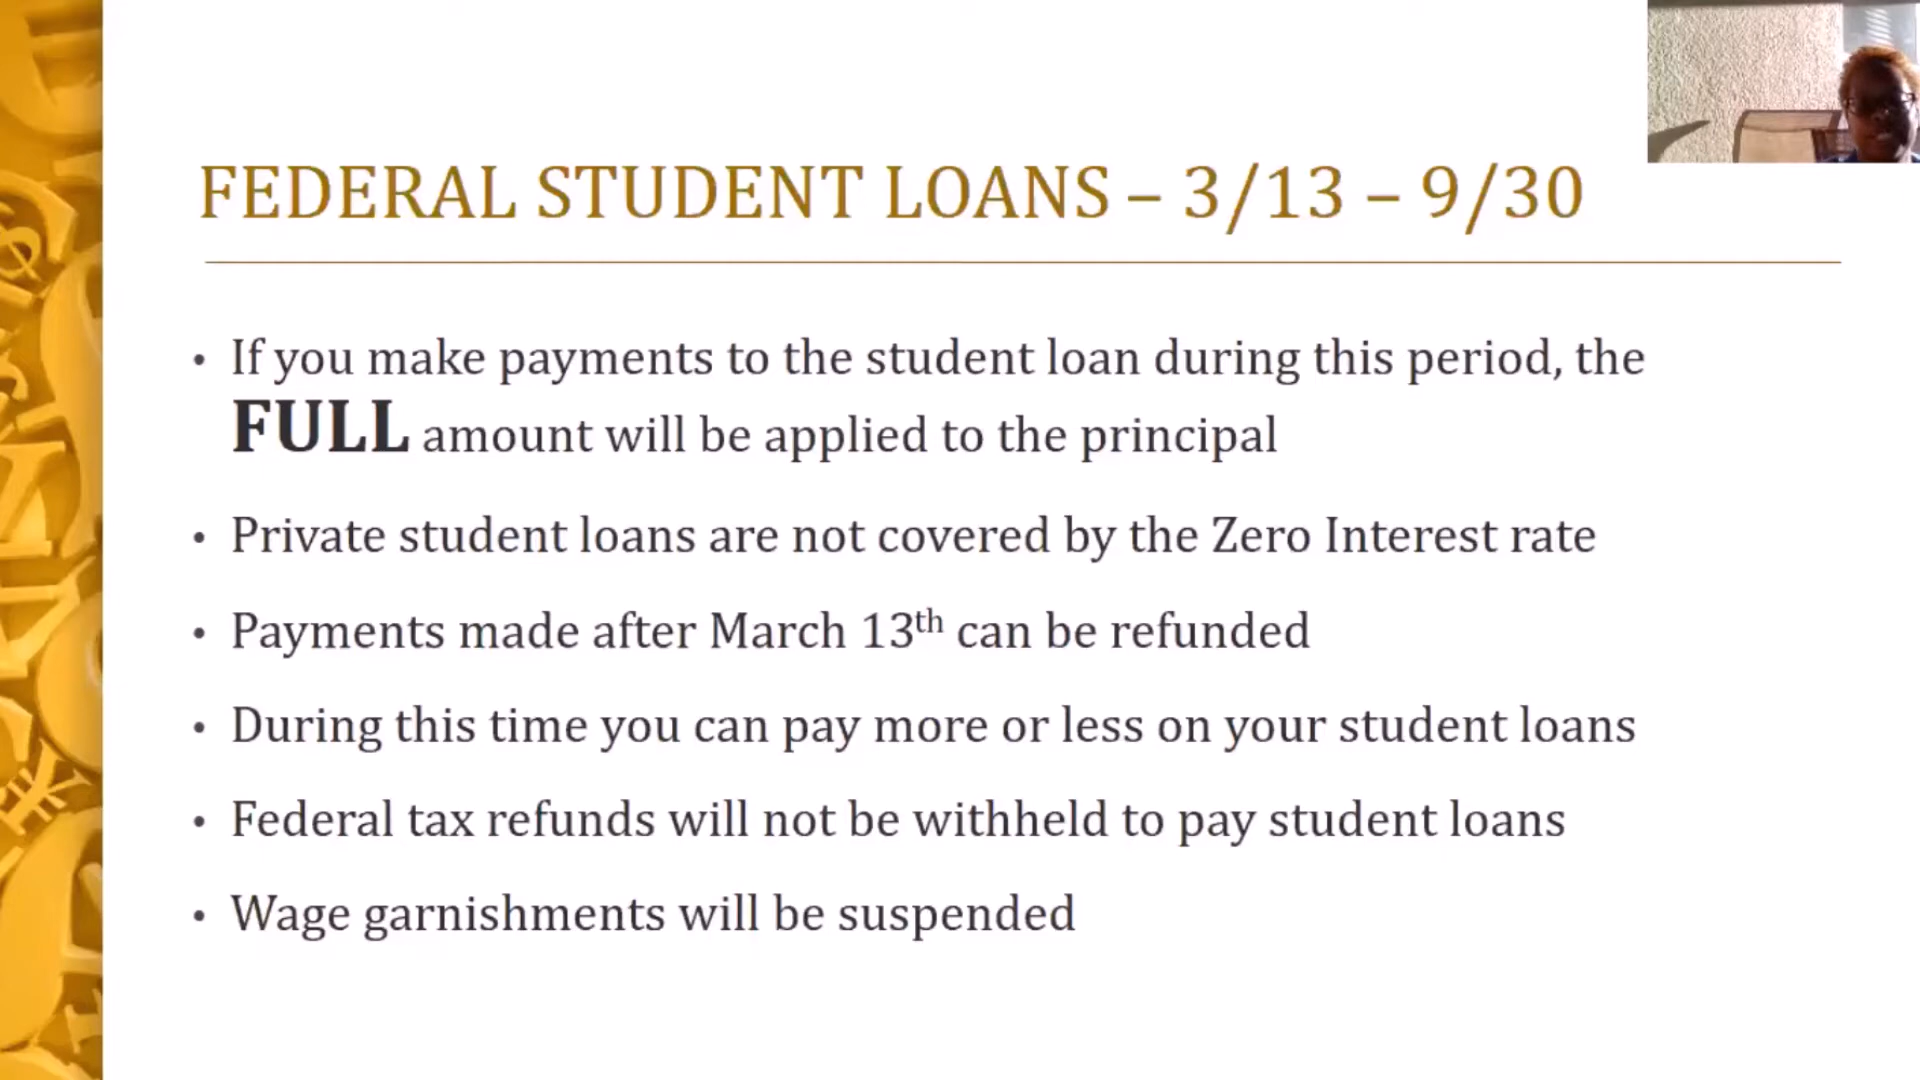 FEDERAL STUDENT LOANS – 3/13 – 9/30
• If you make payments to the student loan during this period, the
FULL amount will be applied to the principal
• Private student loans are not covered by the Zero Interest rate
• Payments made after March 13th can be refunded
• During this time you can pay more or less on your student loans
• Federal tax refunds will not be withheld to pay student loans
• Wage garnishments will be suspended